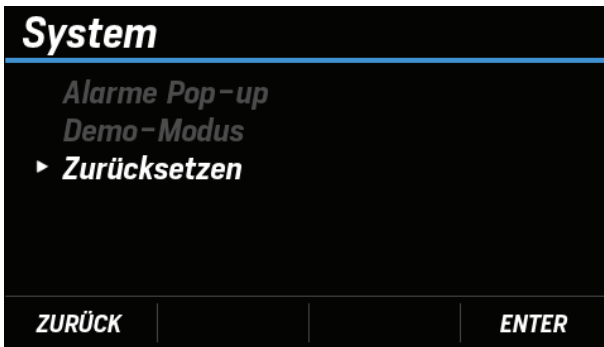 System
Alarme Pop-up
Demo-Modus
Zurücksetzen
ZURÜCK ENTER